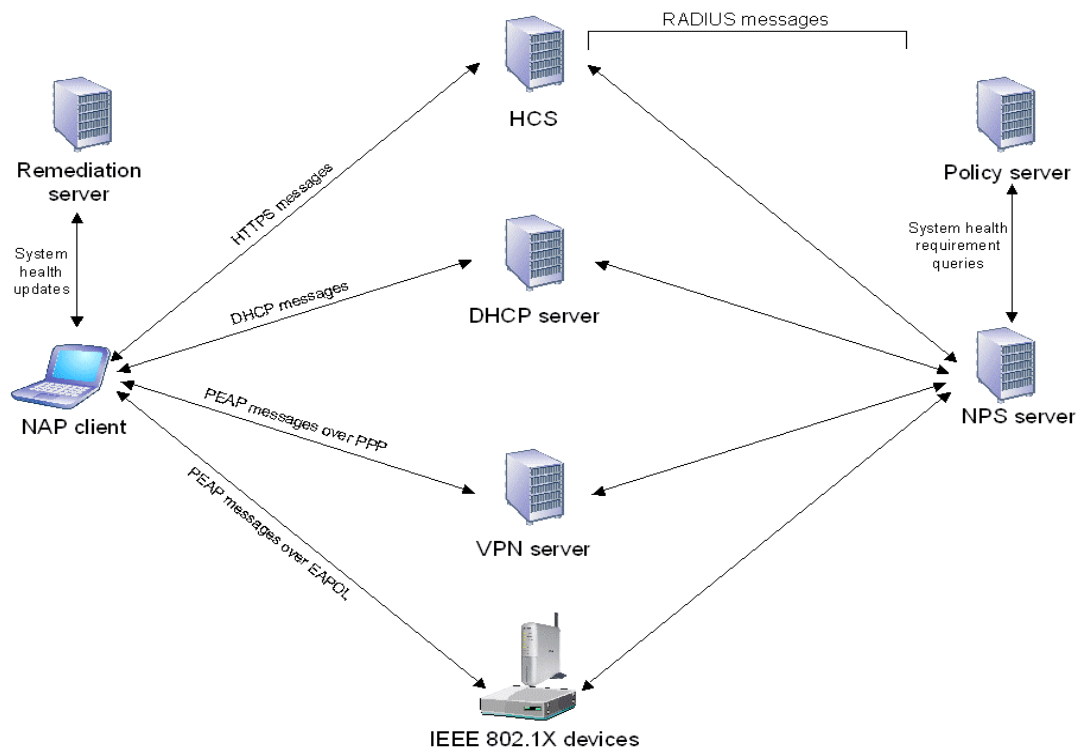 RADIUS messages
HCS
Remediation
server
Policy server
HTTPS messages
System
health
updates
System health
requirement
queries
DHCP messages
DHCP server
NAP client
NPS server
PEAP messages over PPP
PEAP messages over EAPOL
VPN server
IEEE 802.1X devices